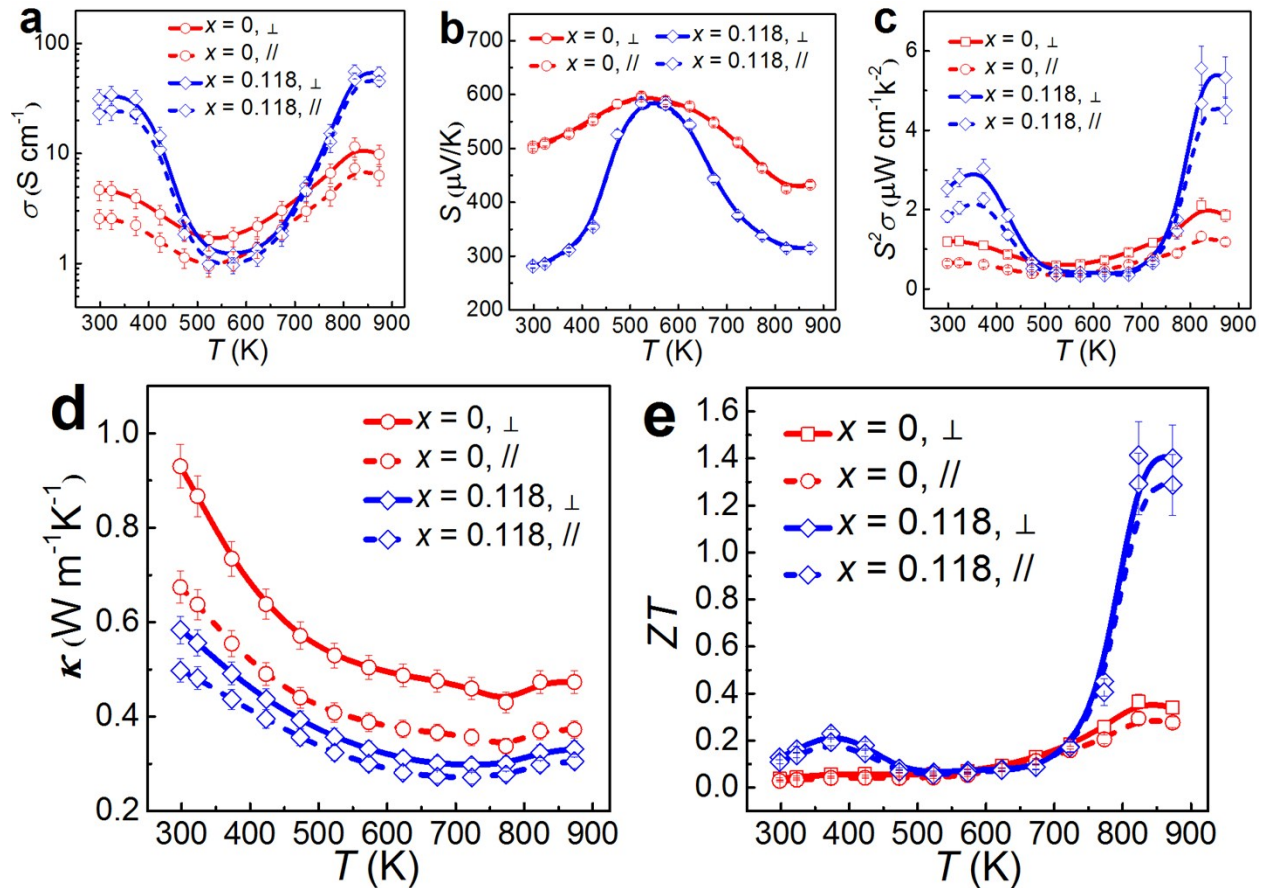 a
x = 0, ⊥
x = 0, //
x = 0.118, ⊥
x = 0.118, //
100
10
1
σ (S cm⁻¹)
300 400 500 600 700 800 900
T (K)
b
x = 0, ⊥ x = 0.118, ⊥
x = 0, // x = 0.118, //
700
600
500
400
300
200
S (μV/K)
300 400 500 600 700 800 900
T (K)
c
x = 0, ⊥
x = 0, //
x = 0.118, ⊥
x = 0.118, //
6
4
2
0
S²σ (μW cm⁻¹k⁻²)
300 400 500 600 700 800 900
T (K)
d
x = 0, ⊥
x = 0, //
x = 0.118, ⊥
x = 0.118, //
1.0
0.8
0.6
0.4
0.2
κ (W m⁻¹K⁻¹)
300 400 500 600 700 800 900
T (K)
e
x = 0, ⊥
x = 0, //
x = 0.118, ⊥
x = 0.118, //
1.6
1.4
1.2
1.0
0.8
0.6
0.4
0.2
0.0
ZT
300 400 500 600 700 800 900
T (K)